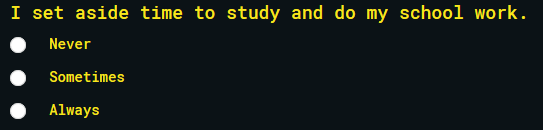 I set aside time to study and do my school work.
Never
Sometimes
Always